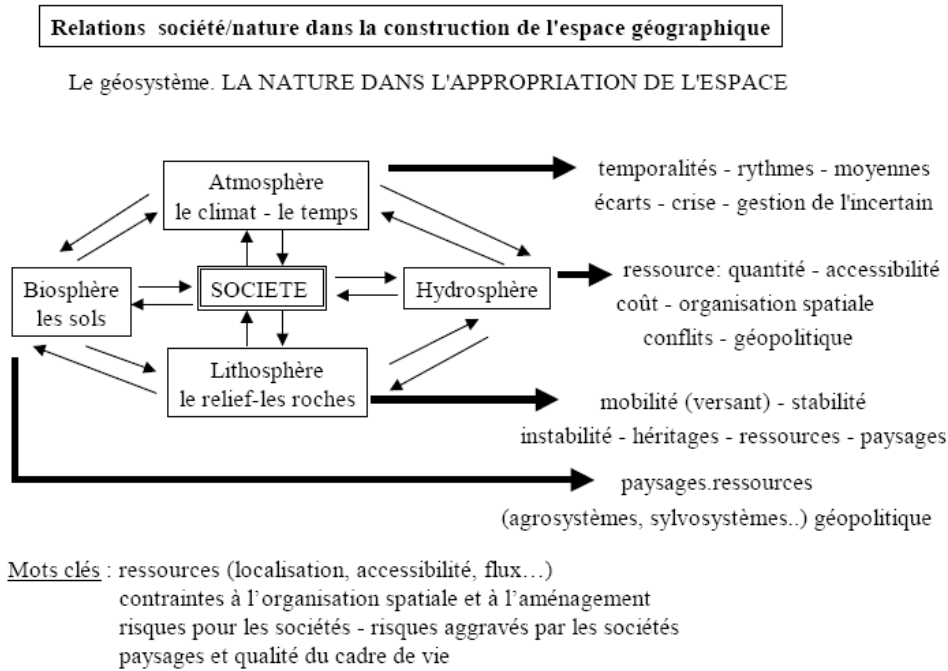 Relations société/nature dans la construction de l'espace géographique
Le géosystème. LA NATURE DANS L'APPROPRIATION DE L'ESPACE
Atmosphère
le climat - le temps
temporalités - rythmes - moyennes
écarts - crise - gestion de l'incertain
Biosphère
les sols
SOCIETE
Hydrosphère
ressource: quantité - accessibilité
coût - organisation spatiale
conflits - géopolitique
Lithosphère
le relief-les roches
mobilité (versant) - stabilité
instabilité - héritages - ressources - paysages
paysages.ressources
(agrosystèmes, sylvosystèmes..) géopolitique
Mots clés : ressources (localisation, accessibilité, flux…)
contraintes à l’organisation spatiale et à l’aménagement
risques pour les sociétés - risques aggravés par les sociétés
paysages et qualité du cadre de vie